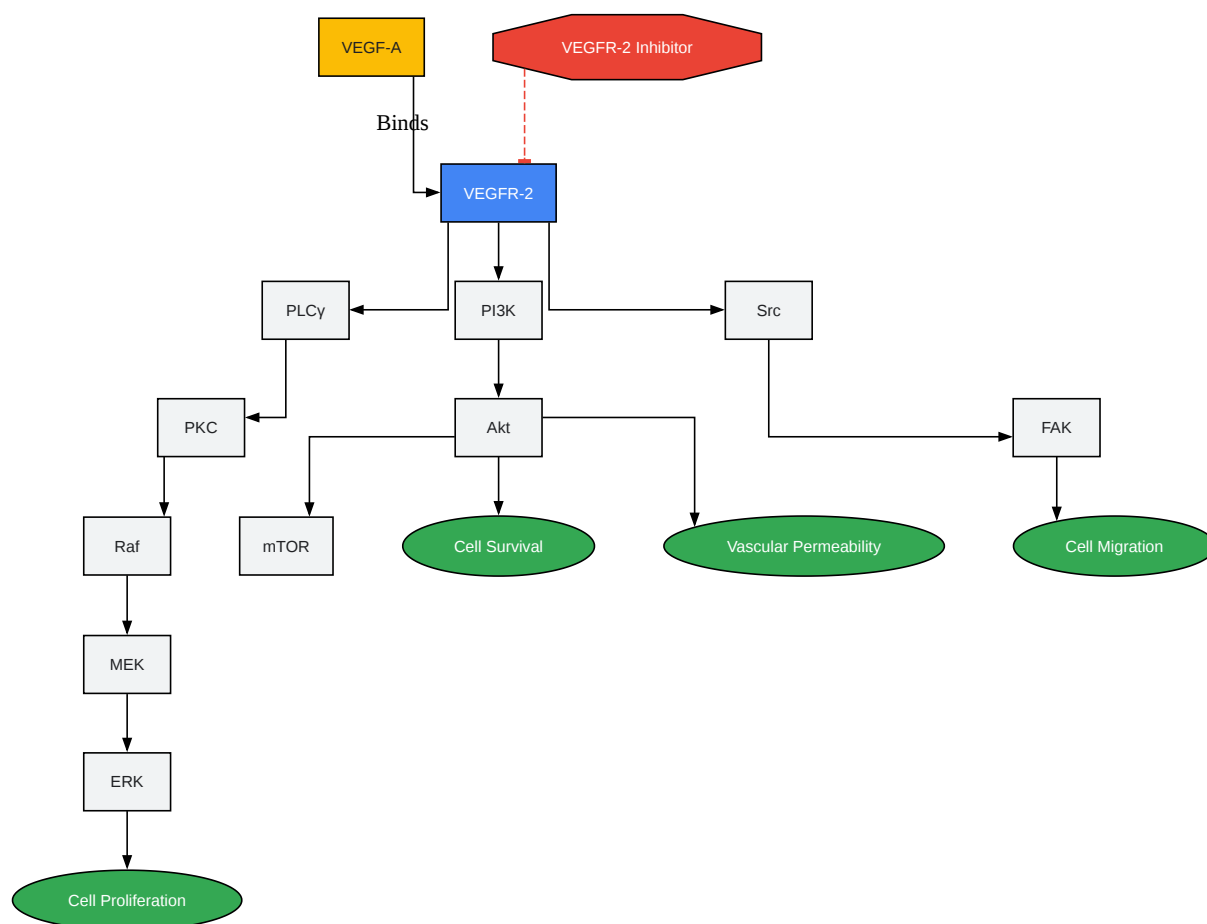 VEGF-A
VEGFR-2 Inhibitor
Binds
VEGFR-2
PLCγ
PI3K
Src
PKC
Akt
FAK
Raf
mTOR
Cell Survival
Vascular Permeability
Cell Migration
MEK
ERK
Cell Proliferation